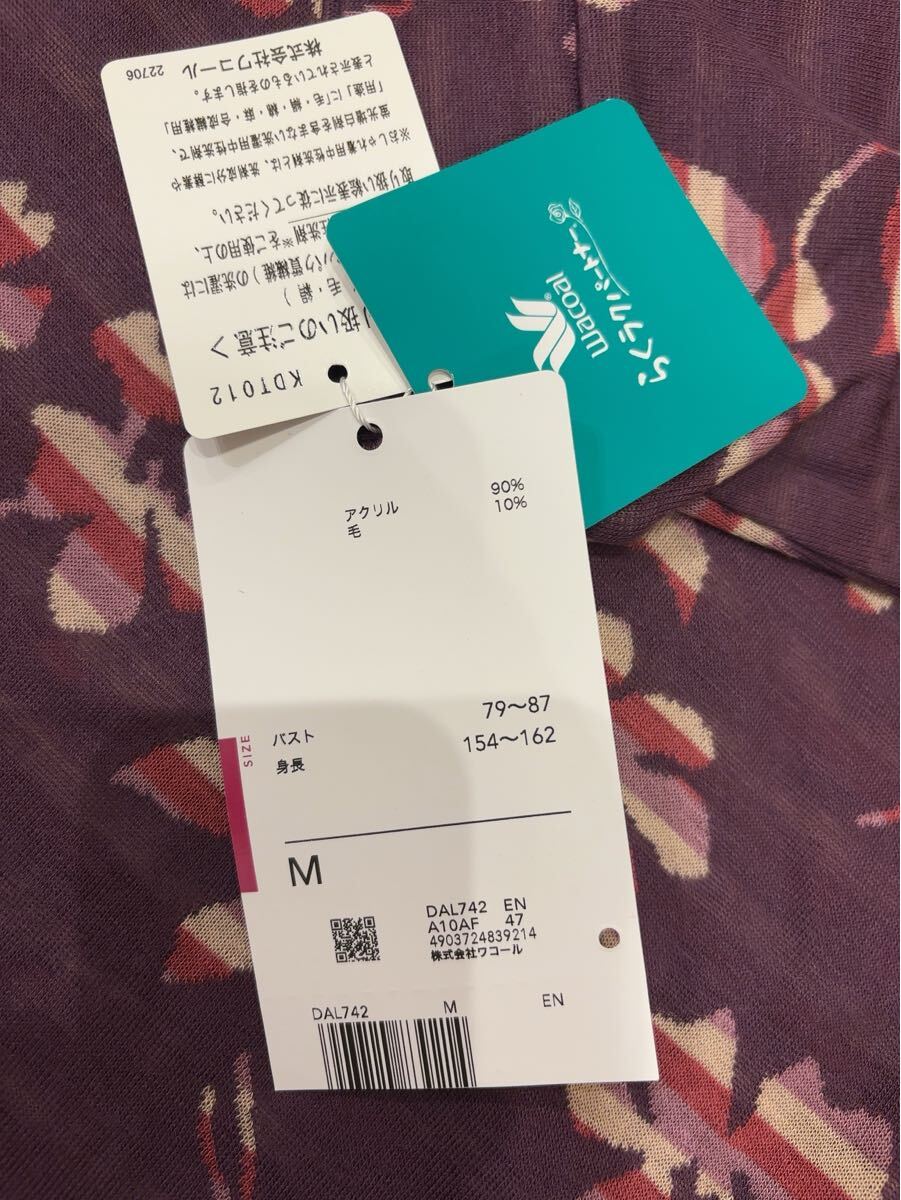 KDT012
り扱いのご注意>
毛・絹)
パク質繊維)の洗濯には
性洗剤※をご使用の上、
取り扱い絵表示に従ってください。
※おしゃれ着用中性洗剤とは、洗剤成分に酵素や
蛍光増白剤を含まない洗濯用中性洗剤で、
「用途」に「毛・絹・綿・麻・合成繊維用」
と表示されているものを指します。
株式会社ワコール
22706
Wacoal
らくラクパートナー
アクリル 90%
毛 10%
SIZE
バスト 79~87
身長 154~162
M
DAL742 EN
A10AF 47
4903724839214
株式会社ワコール
DAL742 M EN